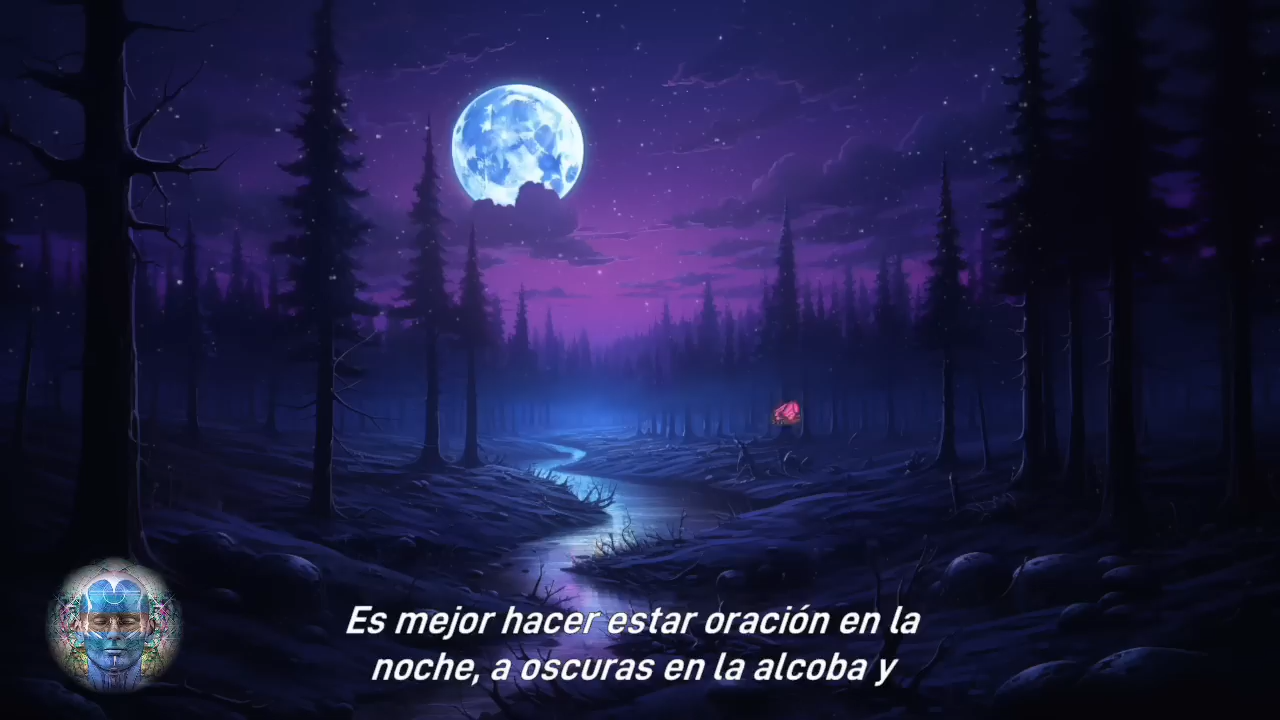 Es mejor hacer estar oración en la
noche, a oscuras en la alcoba y